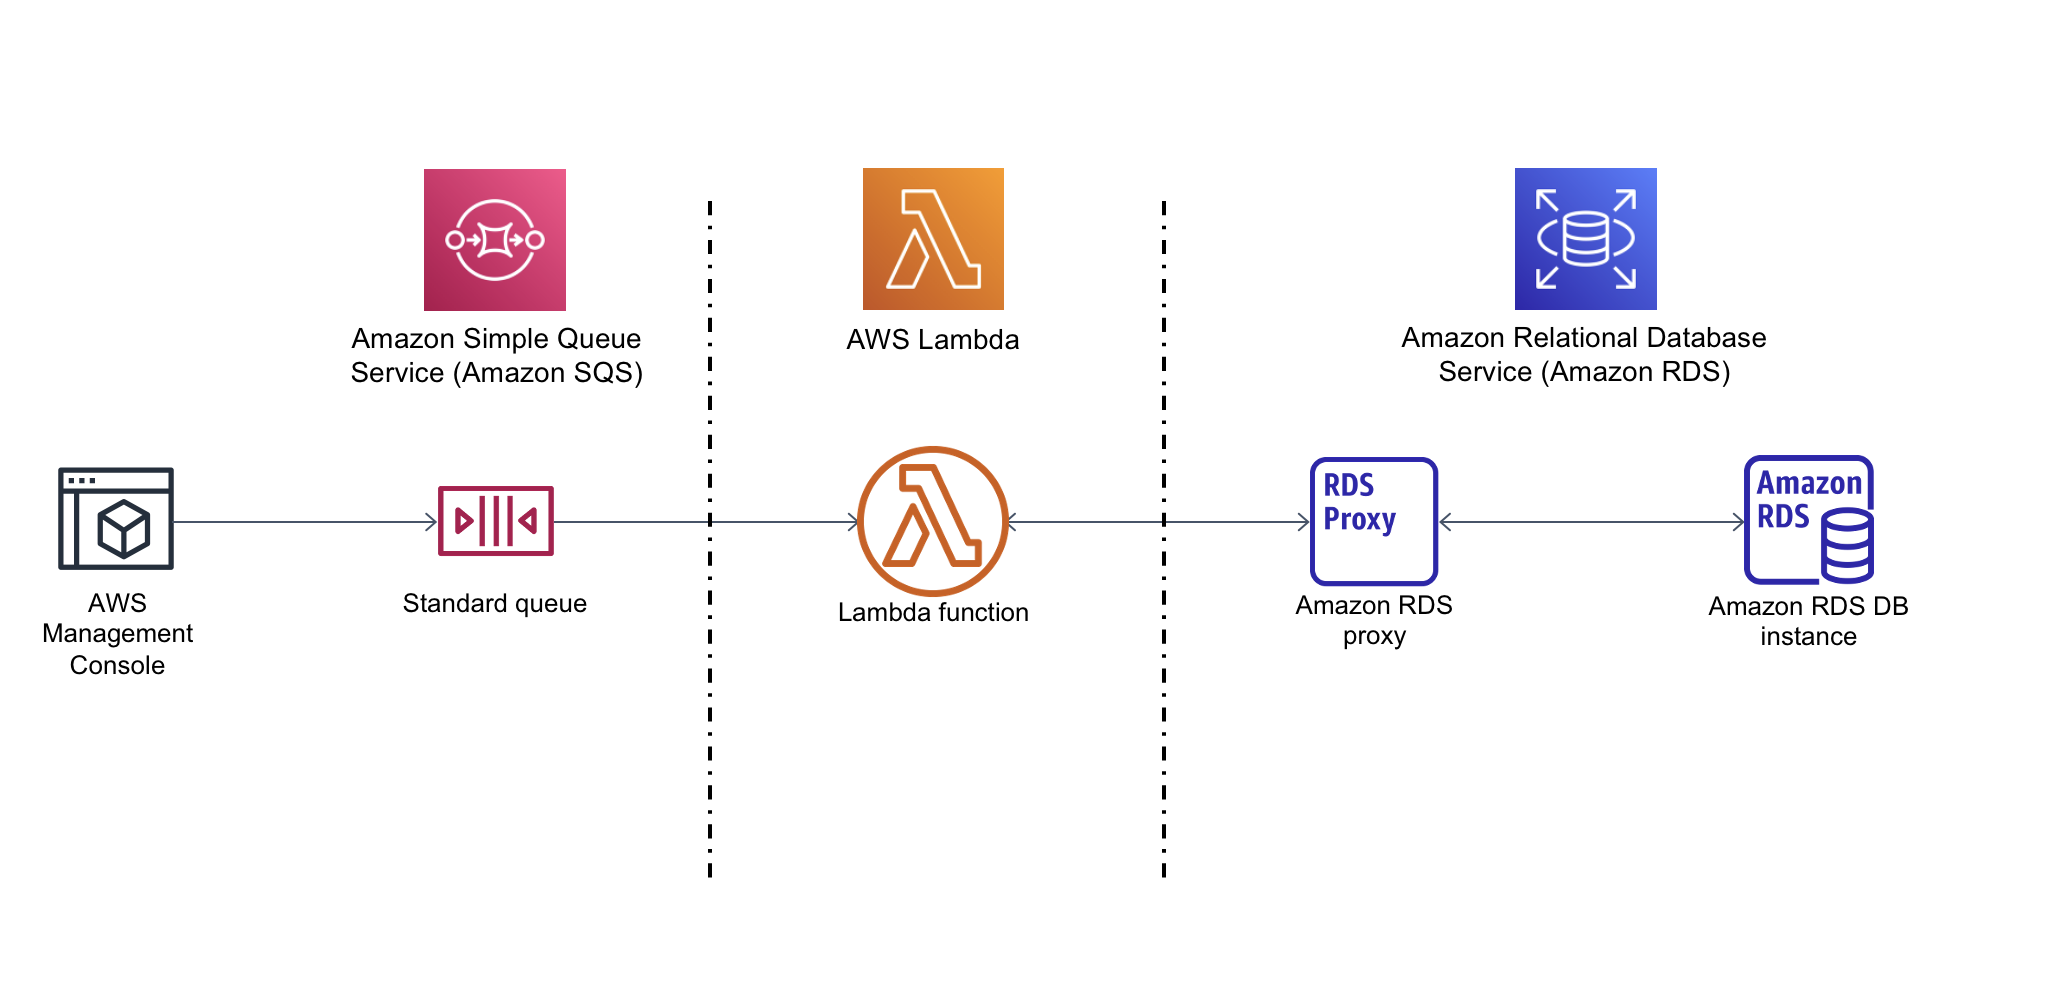 Amazon Simple Queue
Service (Amazon SQS)
AWS Lambda
Amazon Relational Database
Service (Amazon RDS)
AWS
Management
Console
Standard queue
Lambda function
RDS
Proxy
Amazon RDS
proxy
Amazon
RDS
Amazon RDS DB
instance